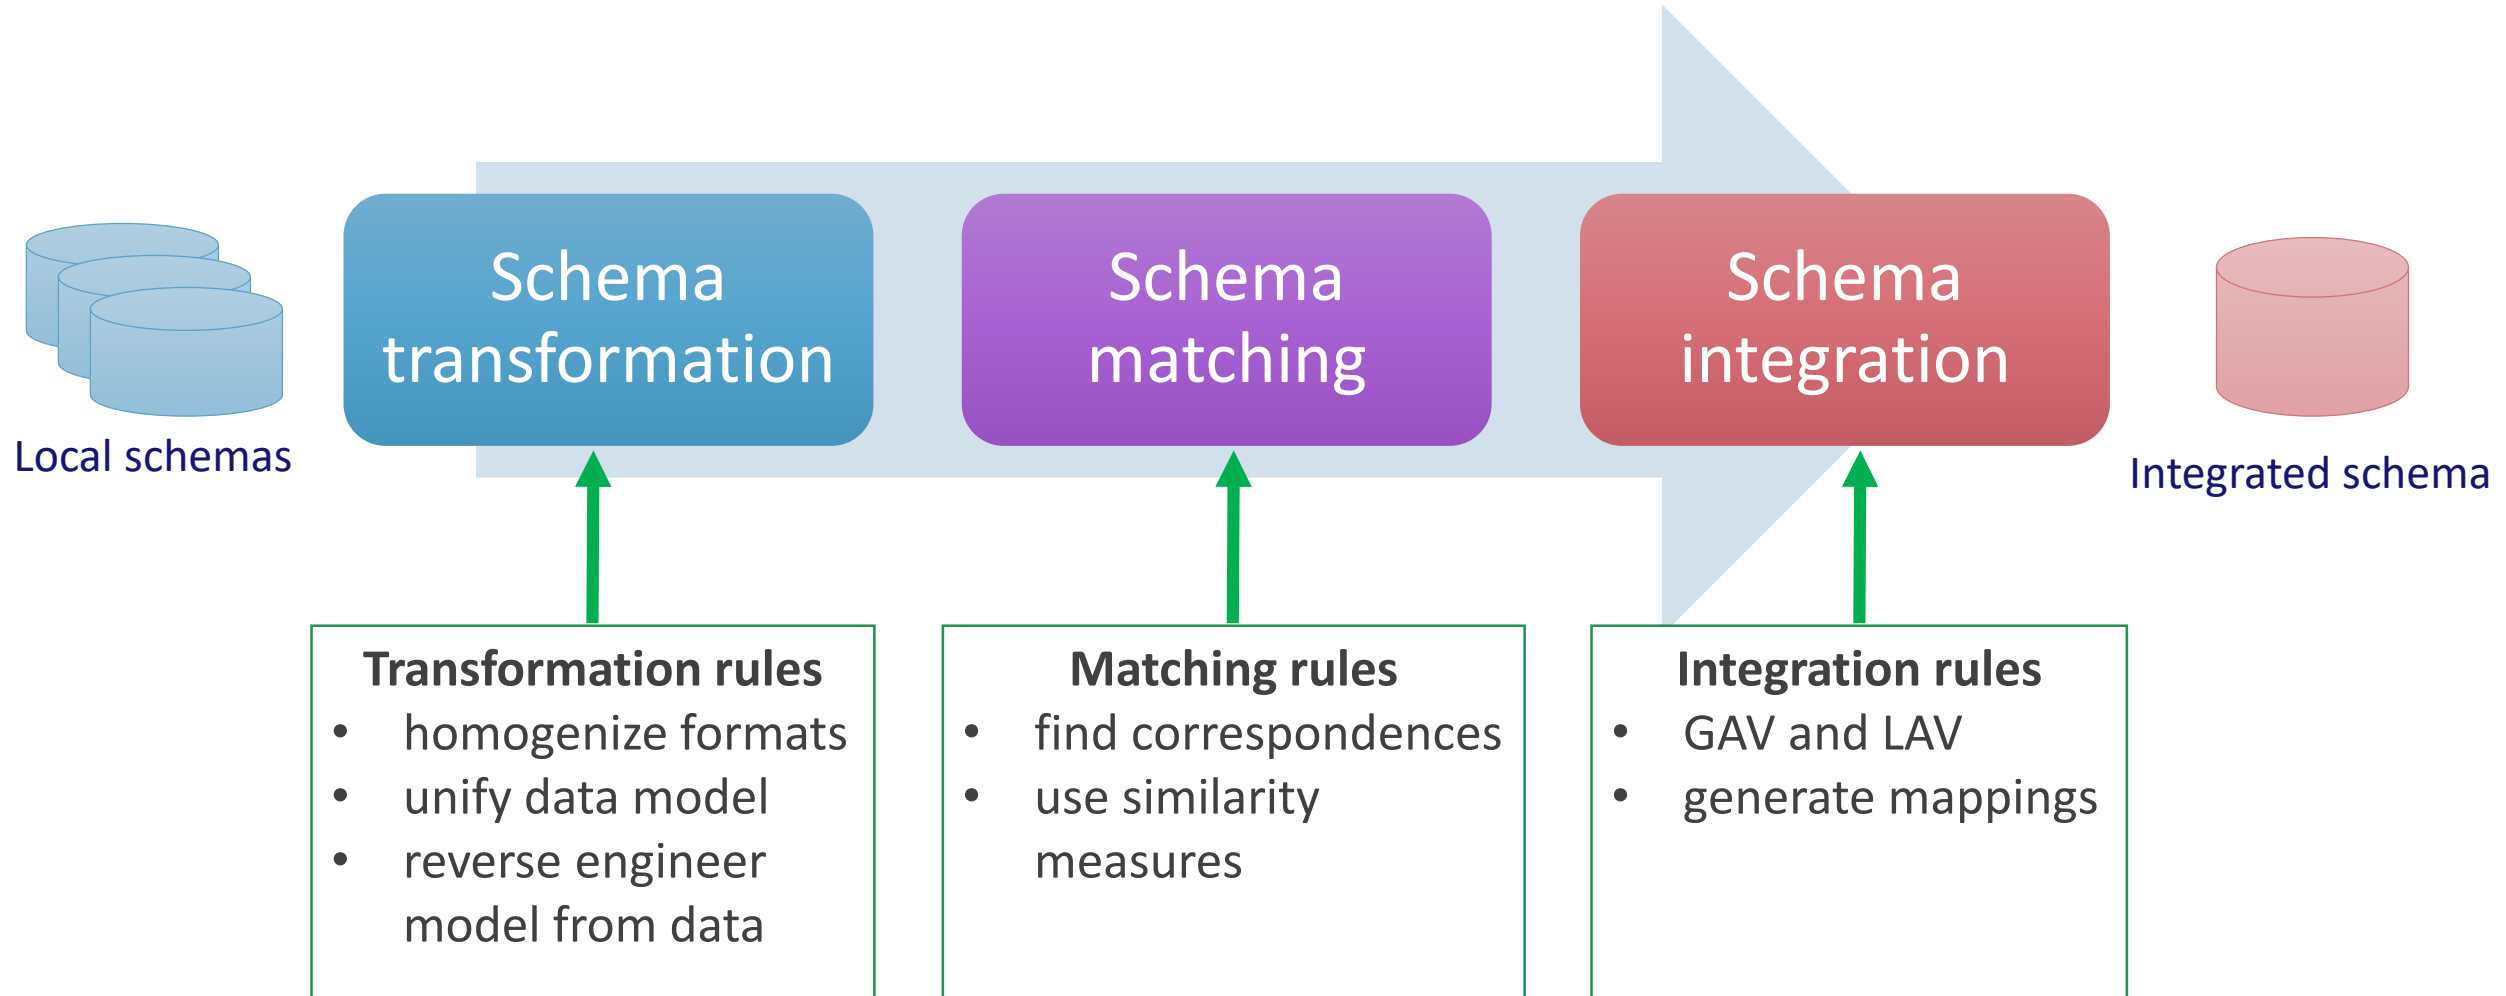 Local schemas
Schema
transformation
Schema
matching
Schema
integration
Integrated schema
Transformation rules
• homogenize formats
• unify data model
• reverse engineer
model from data
Matching rules
• find correspondences
• use similarity
measures
Integration rules
• GAV and LAV
• generate mappings